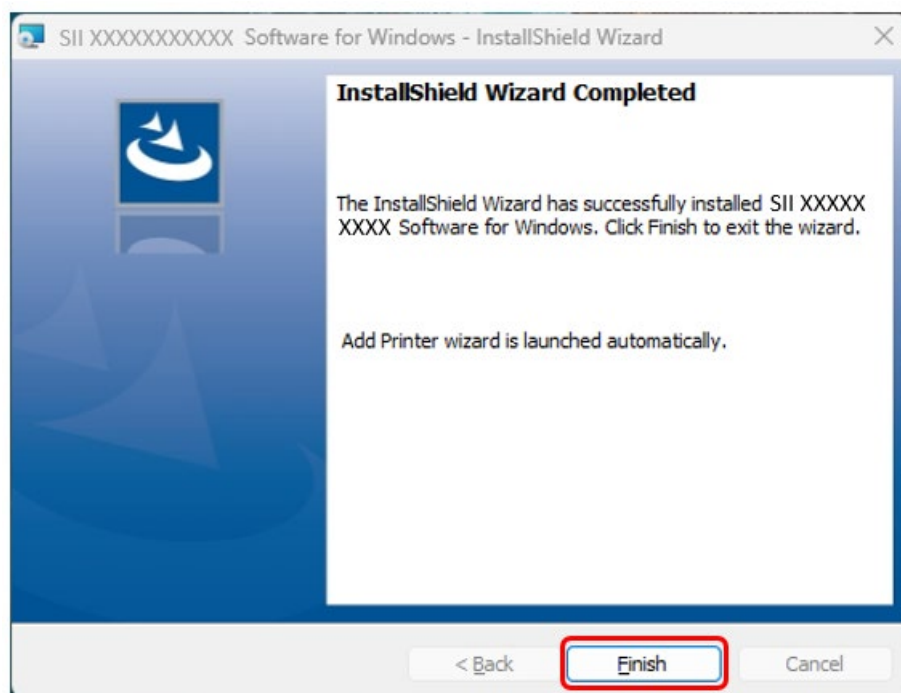 SII XXXXXXXXXXX Software for Windows - InstallShield Wizard
InstallShield Wizard Completed
The InstallShield Wizard has successfully installed SII XXXXX
XXXX Software for Windows. Click Finish to exit the wizard.
Add Printer wizard is launched automatically.
< Back
Finish
Cancel